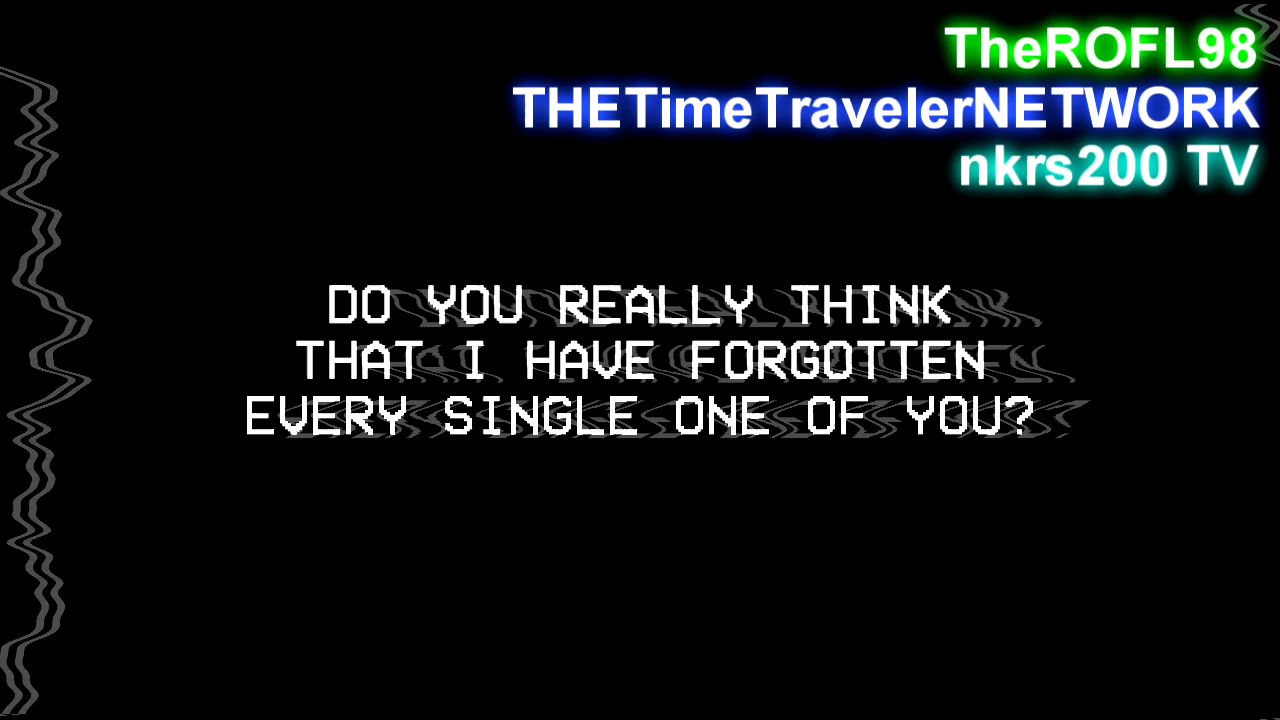 TheROFL98
THETimeTravelerNETWORK
nkrs200 TV
DO YOU REALLY THINK
THAT I HAVE FORGOTTEN
EVERY SINGLE ONE OF YOU?